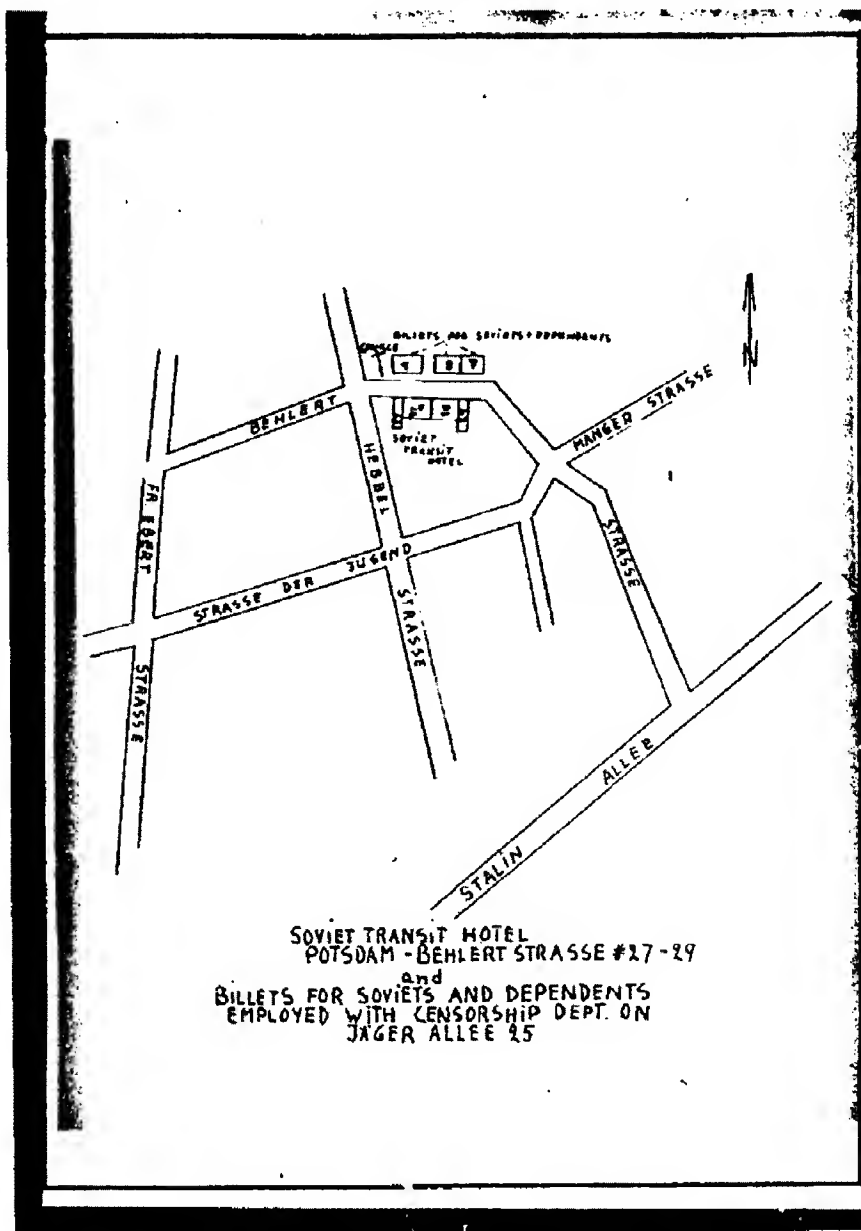 BILLETS FOR SOVIETS + DEPENDANTS
BEHLERT
SOVIET
TRANSIT
HOTEL
MANGER STRASSE
N
HEBBEL
STRASSE
FR EBERT
STRASSE
STRASSE DER JUGEND
STRASSE
STALIN ALLEE
SOVIET TRANSIT HOTEL
POTSDAM - BEHLERT STRASSE #27-29
and
BILLETS FOR SOVIETS AND DEPENDENTS
EMPLOYED WITH CENSORSHIP DEPT. ON
JÄGER ALLEE 25